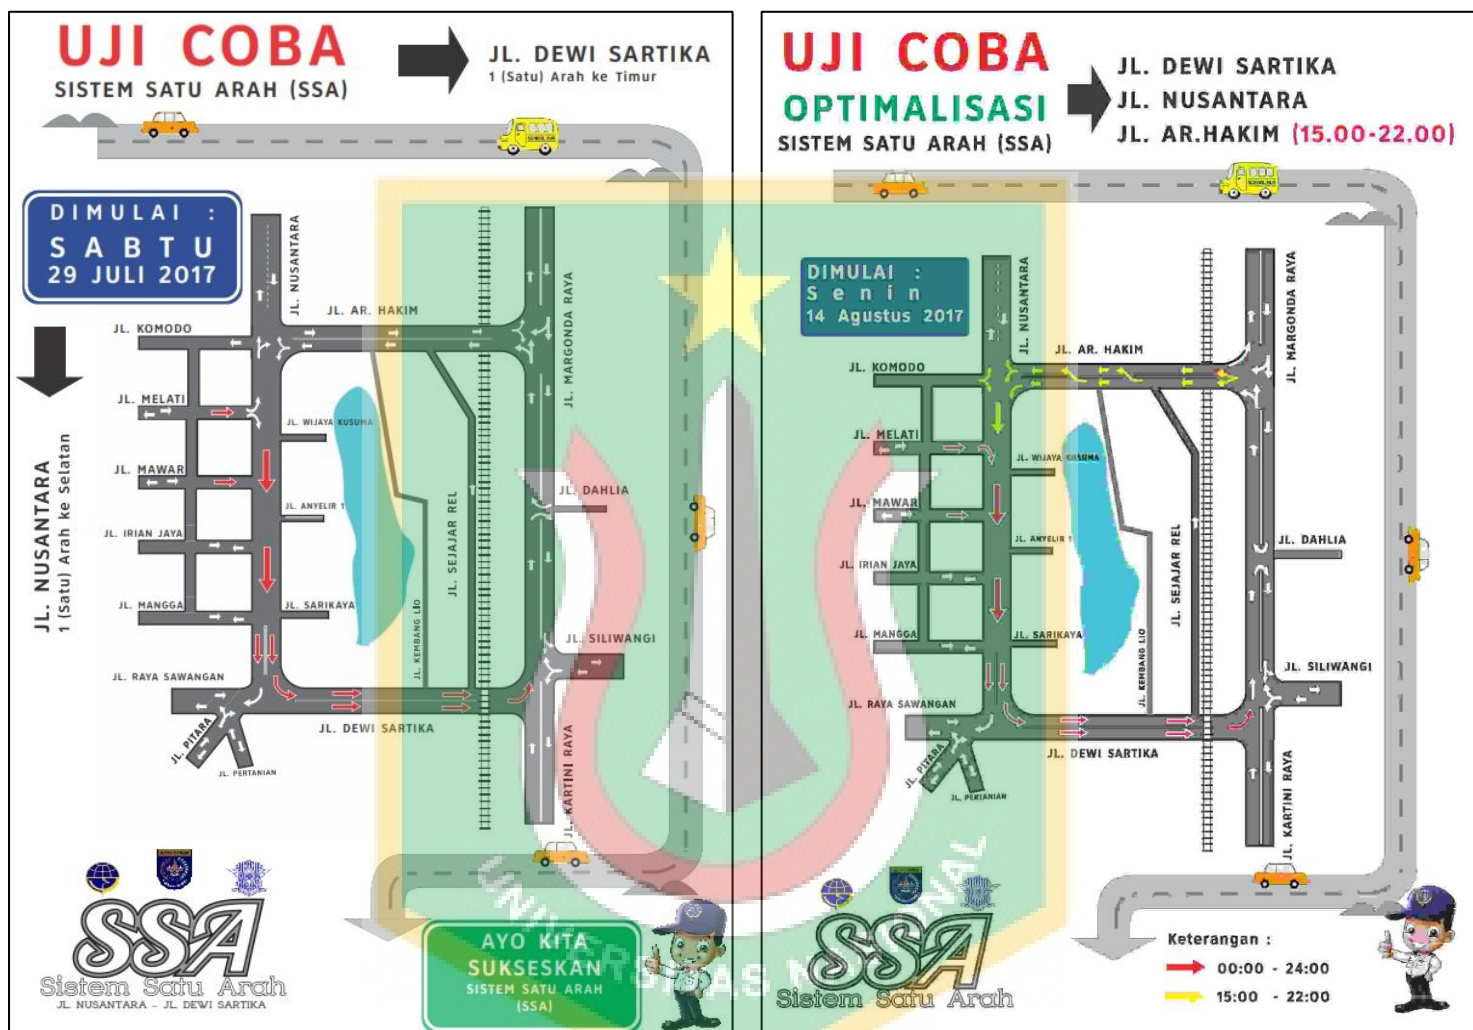 UJI COBA
SISTEM SATU ARAH (SSA)
JL. DEWI SARTIKA
1 (Satu) Arah ke Timur
SCHOOL BUS
DIMULAI :
SABTU
29 JULI 2017
JL. NUSANTARA
JL. AR. HAKIM
JL. MARGONDA RAYA
JL. KOMODO
JL. MELATI
JL. WIJAYA KUSUMA
JL. NUSANTARA
1 (Satu) Arah ke Selatan
JL. MAWAR
JL. ANYELIR 1
JL. DAHLIA
JL. IRIAN JAYA
JL. SEJAJAR REL
JL. MANGGA
JL. SARIKAYA
JL. KEMBANG LIO
JL. SILIWANGI
JL. RAYA SAWANGAN
JL. DEWI SARTIKA
JL. PITARA
JL. PERTANIAN
JL. KARTINI RAYA
SSA
Sistem Satu Arah
JL NUSANTARA - JL DEWI SARTIKA
AYO KITA
SUKSESKAN
SISTEM SATU ARAH
(SSA)
UJI COBA
OPTIMALISASI
SISTEM SATU ARAH (SSA)
JL. DEWI SARTIKA
JL. NUSANTARA
JL. AR.HAKIM (15.00-22.00)
SCHOOL BUS
DIMULAI :
Senin
14 Agustus 2017
JL. NUSANTARA
JL. AR. HAKIM
JL. MARGONDA RAYA
JL. KOMODO
JL. MELATI
JL. WIJAYA KUSUMA
JL. MAWAR
JL. ANYELIR 1
JL. DAHLIA
JL. IRIAN JAYA
JL. SEJAJAR REL
JL. MANGGA
JL. SARIKAYA
JL. KEMBANG LIO
JL. SILIWANGI
JL. RAYA SAWANGAN
JL. DEWI SARTIKA
JL. PITARA
JL. PERTANIAN
JL. KARTINI RAYA
SSA
Sistem Satu Arah
Keterangan :
00:00 - 24:00
15:00 - 22:00
UNIVERSITAS NASIONAL